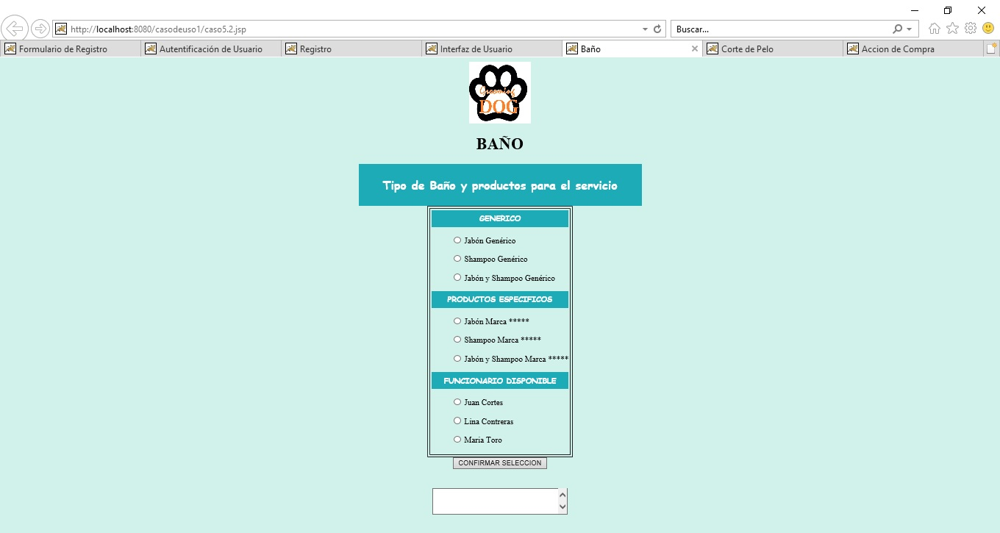 http://localhost:8080/casodeuso1/caso5.2.jsp
Buscar...
Formulario de Registro
Autentificación de Usuario
Registro
Interfaz de Usuario
Baño
Corte de Pelo
Accion de Compra
Grooming
DOG
BAÑO
Tipo de Baño y productos para el servicio
GENERICO
Jabón Genérico
Shampoo Genérico
Jabón y Shampoo Genérico
PRODUCTOS ESPECIFICOS
Jabón Marca *****
Shampoo Marca *****
Jabón y Shampoo Marca *****
FUNCIONARIO DISPONIBLE
Juan Cortes
Lina Contreras
Maria Toro
CONFIRMAR SELECCION